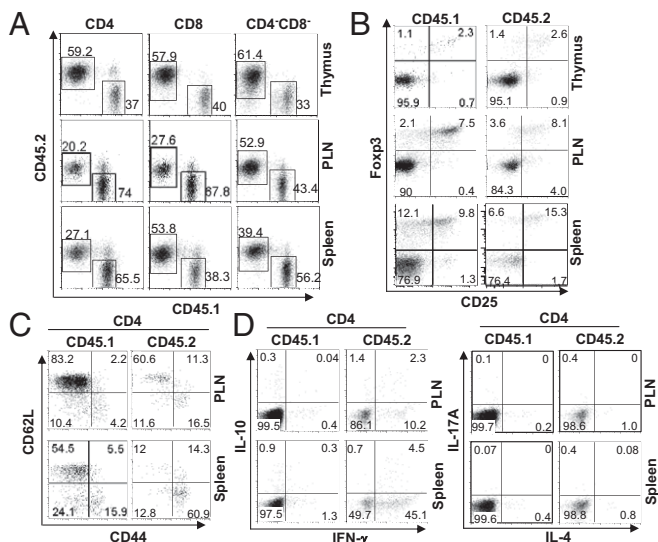 A
CD4 CD8 CD4-CD8-
59.2 57.9 61.4
37 40 33
Thymus
20.2 27.6 52.9
74 67.8 43.4
PLN
27.1 53.8 39.4
65.5 38.3 56.2
Spleen
CD45.2
CD45.1
B
CD45.1 CD45.2
1.1 2.3 1.4 2.6
95.9 0.7 95.1 0.9
Thymus
2.1 7.5 3.6 8.1
90 0.4 84.3 4.0
PLN
12.1 9.8 6.6 15.3
76.9 1.3 76.4 1.7
Spleen
Foxp3
CD25
C
CD4
CD45.1 CD45.2
83.2 2.2 60.6 11.3
10.4 4.2 11.6 16.5
PLN
54.5 5.5 12 14.3
24.1 15.9 12.8 60.9
Spleen
CD62L
CD44
D
CD4
CD45.1 CD45.2
0.3 0.04 1.4 2.3
99.5 0.4 86.1 10.2
PLN
0.9 0.3 0.7 4.5
97.5 1.3 49.7 45.1
Spleen
IL-10
IFN-γ
CD4
CD45.1 CD45.2
0.1 0 0.4 0
99.7 0.2 98.6 1.0
PLN
0.07 0 0.4 0.08
99.6 0.4 98.8 0.8
Spleen
IL-17A
IL-4